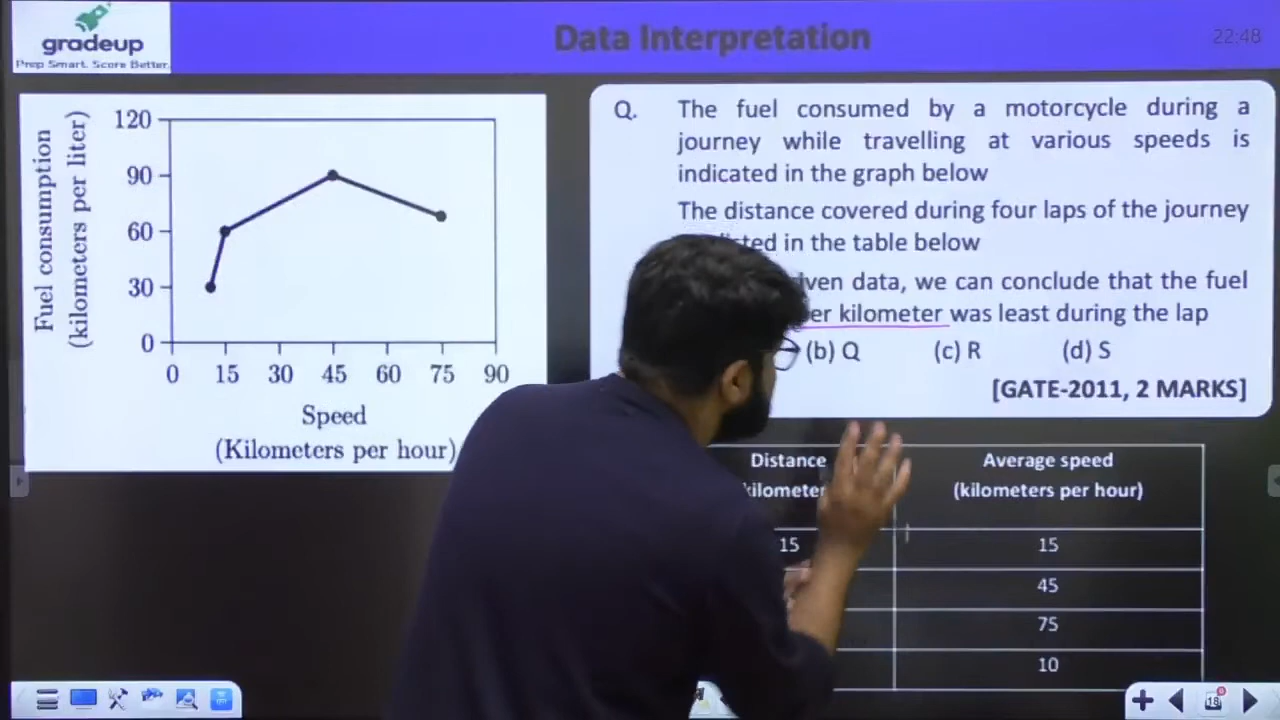 gradeup
Prep Smart. Score Better.
Data Interpretation
22:48
Fuel consumption
(kilometers per liter)
120
90
60
30
0
0 15 30 45 60 75 90
Speed
(Kilometers per hour)
Q. The fuel consumed by a motorcycle during a
journey while travelling at various speeds is
indicated in the graph below
The distance covered during four laps of the journey
in the table below
data, we can conclude that the fuel
kilometer was least during the lap
(b) Q (c) R (d) S
[GATE-2011, 2 MARKS]
Distance Average speed
(kilometers per hour)
15 15
45
75
10
18